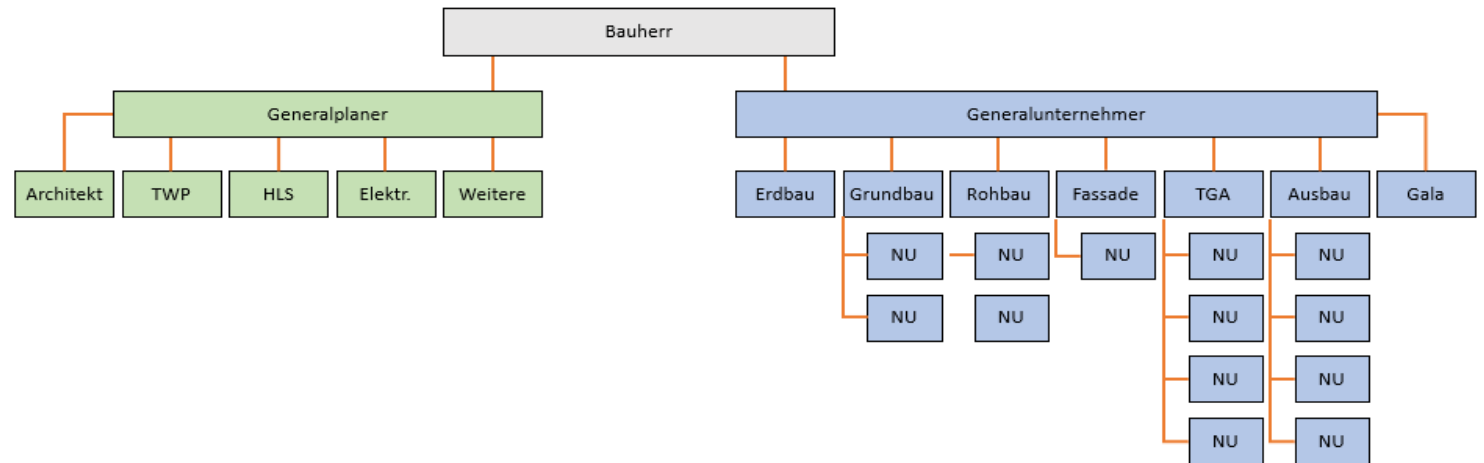 Bauherr
Generalplaner
Generalunternehmer
Architekt
TWP
HLS
Elektr.
Weitere
Erdbau
Grundbau
Rohbau
Fassade
TGA
Ausbau
Gala
NU
NU
NU
NU
NU
NU
NU
NU
NU
NU
NU
NU
NU